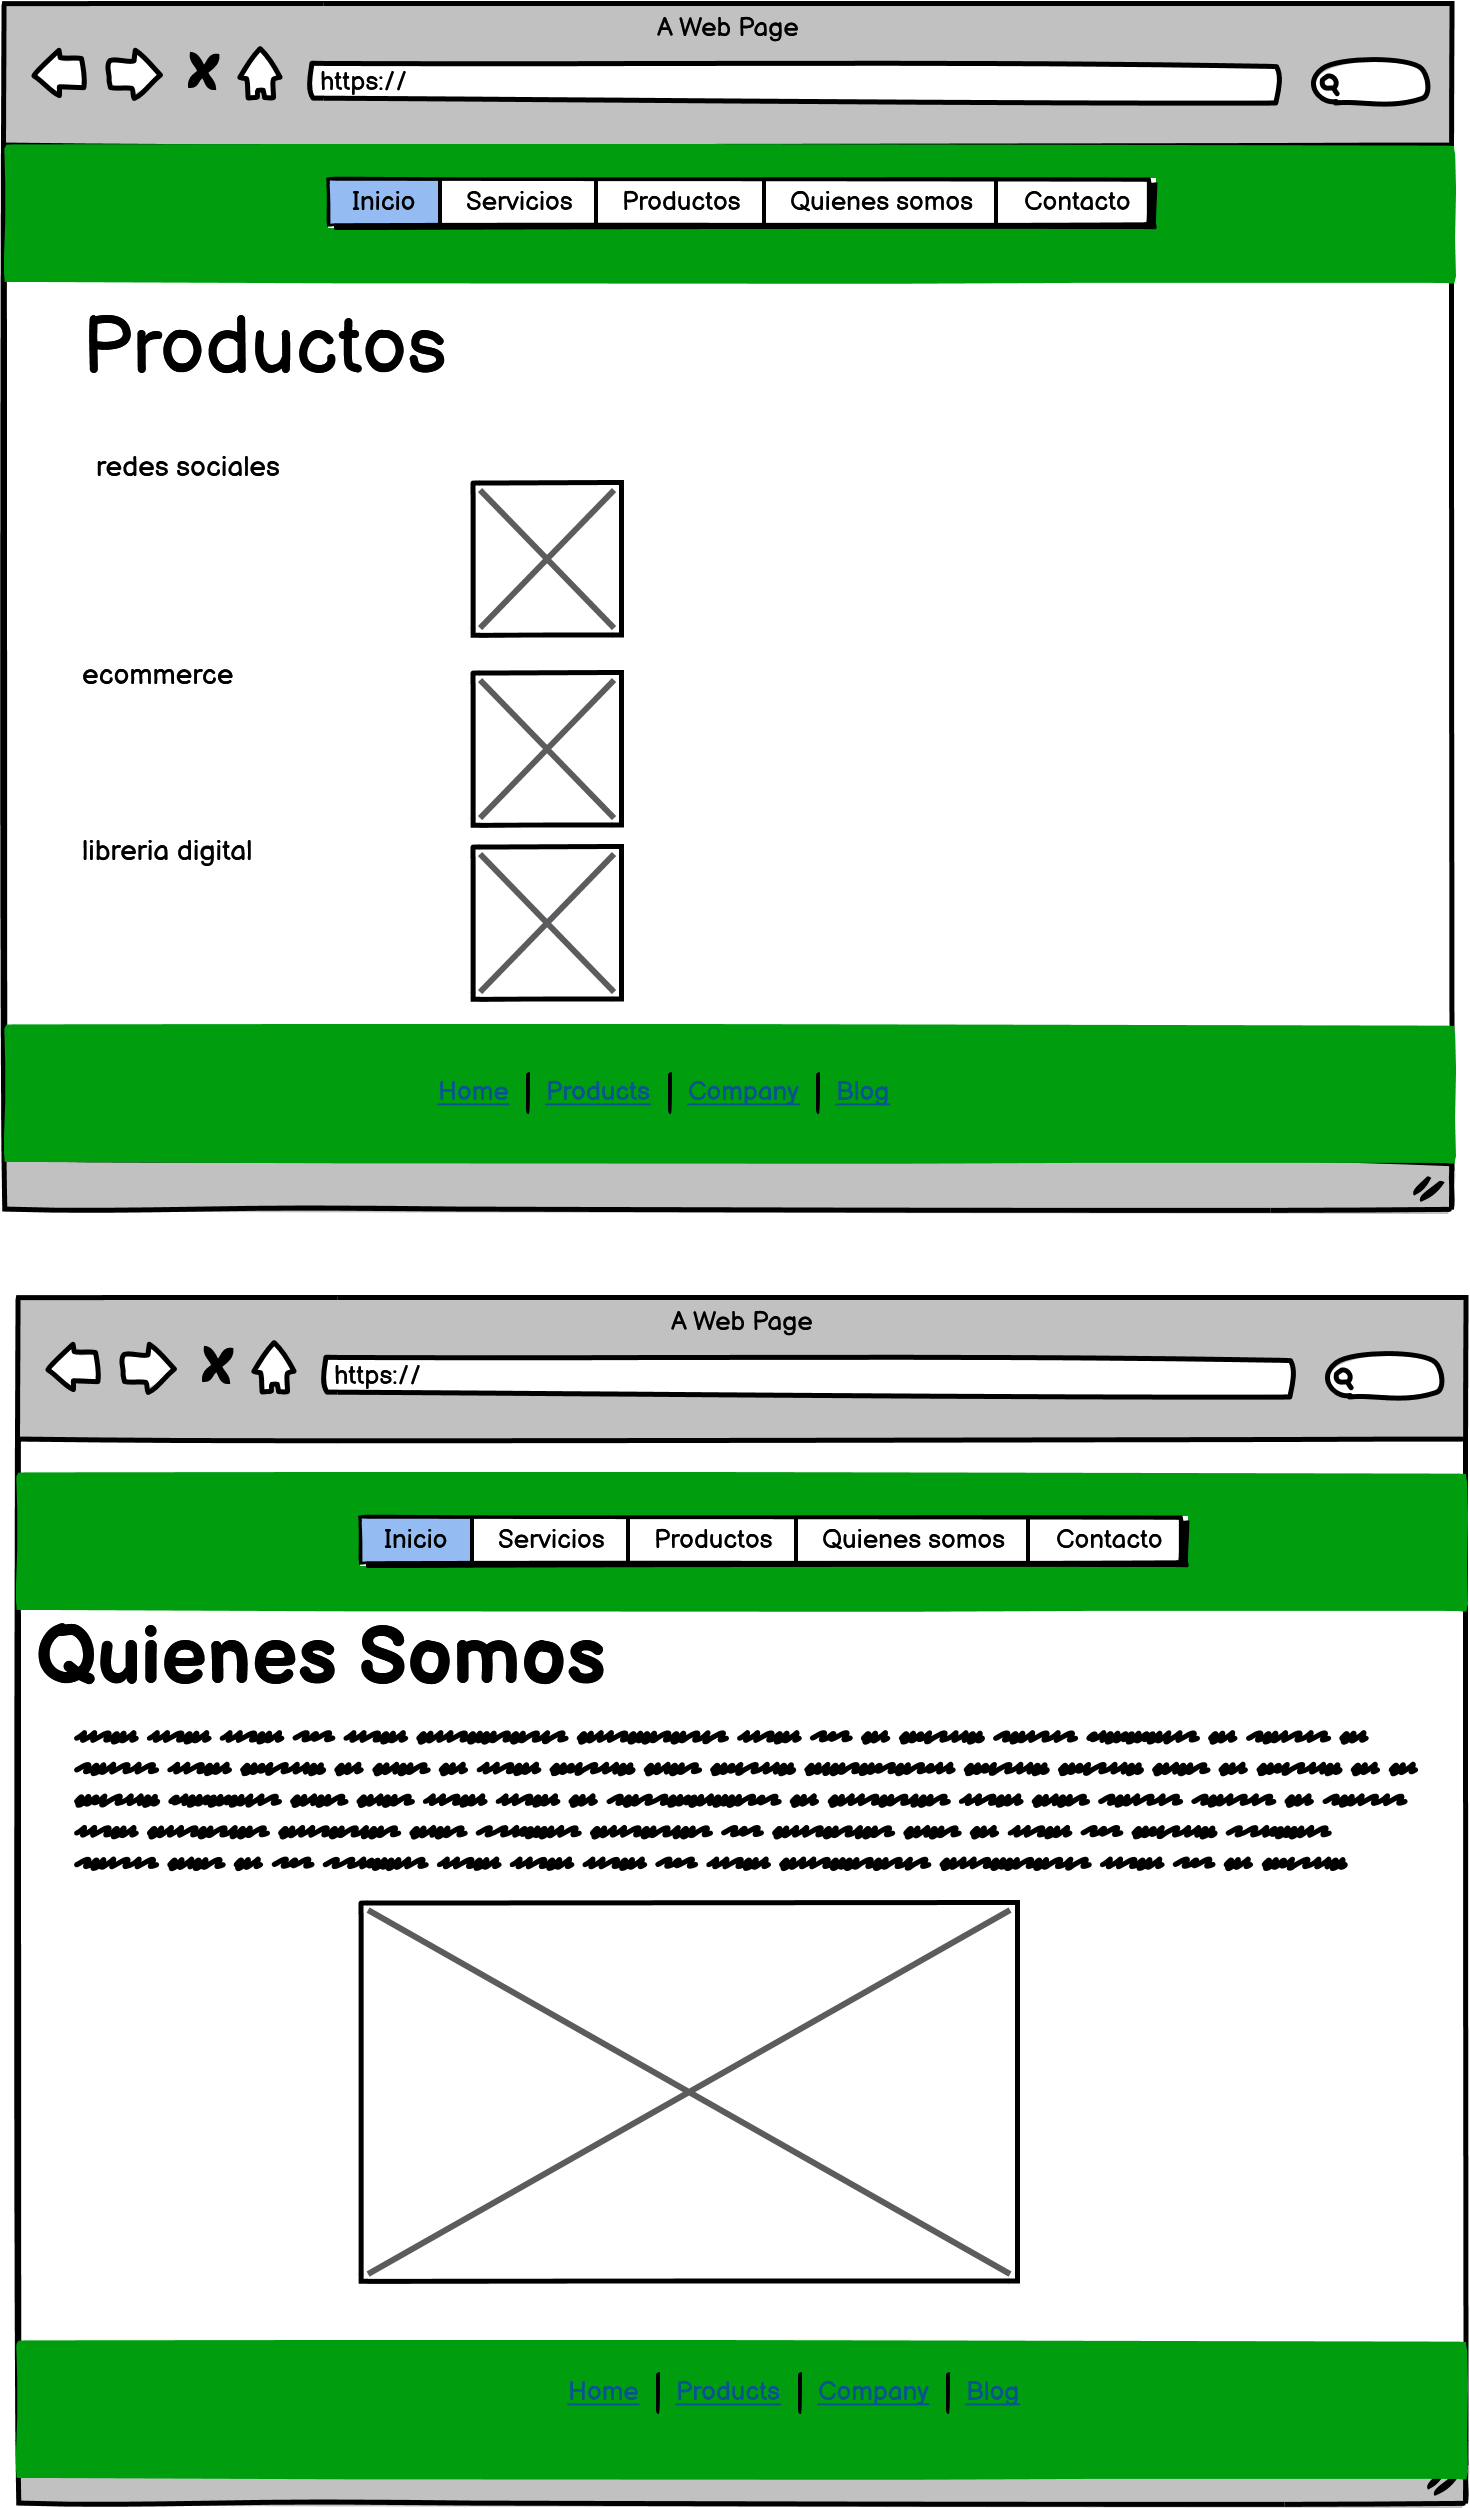 A Web Page
https://
Inicio Servicios Productos Quienes somos Contacto
Productos
redes sociales
ecommerce
libreria digital
Home Products Company Blog
A Web Page
https://
Inicio Servicios Productos Quienes somos Contacto
Quienes Somos
Home Products Company Blog